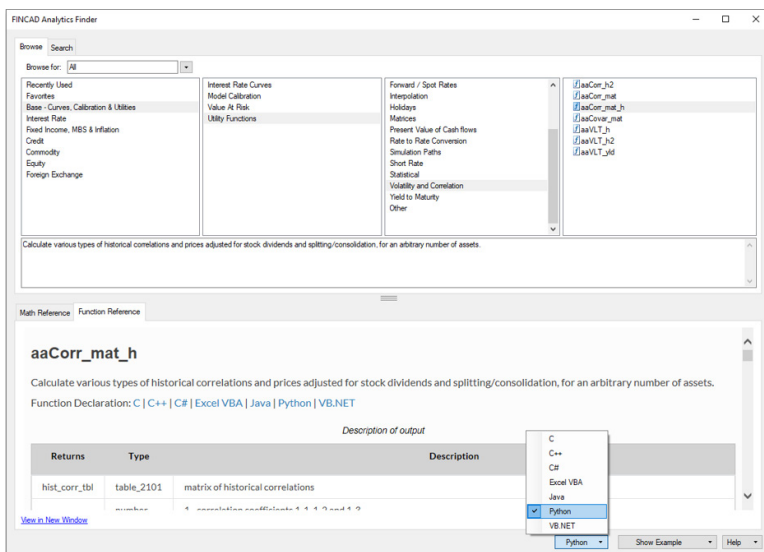 FINCAD Analytics Finder
Browse Search
Browse for: All
Recently Used
Favorites
Base - Curves, Calibration & Utilities
Interest Rate
Fixed Income, MBS & Inflation
Credit
Commodity
Equity
Foreign Exchange
Interest Rate Curves
Model Calibration
Value At Risk
Utility Functions
Forward / Spot Rates
Interpolation
Holidays
Matrices
Present Value of Cash flows
Rate to Rate Conversion
Simulation Paths
Short Rate
Statistical
Volatility and Correlation
Yield to Maturity
Other
aaCorr_h2
aaCorr_mat
aaCorr_mat_h
aaCovar_mat
aaVLT_h
aaVLT_h2
aaVLT_yld
Calculate various types of historical correlations and prices adjusted for stock dividends and splitting/consolidation, for an arbitrary number of assets.
Math Reference Function Reference
aaCorr_mat_h
Calculate various types of historical correlations and prices adjusted for stock dividends and splitting/consolidation, for an arbitrary number of assets.
Function Declaration: C | C++ | C# | Excel VBA | Java | Python | VB.NET
Description of output
Returns Type Description
hist_corr_tbl table_2101 matrix of historical correlations
C
C++
C#
Excel VBA
Java
Python
VB.NET
View in New Window
Python Show Example Help